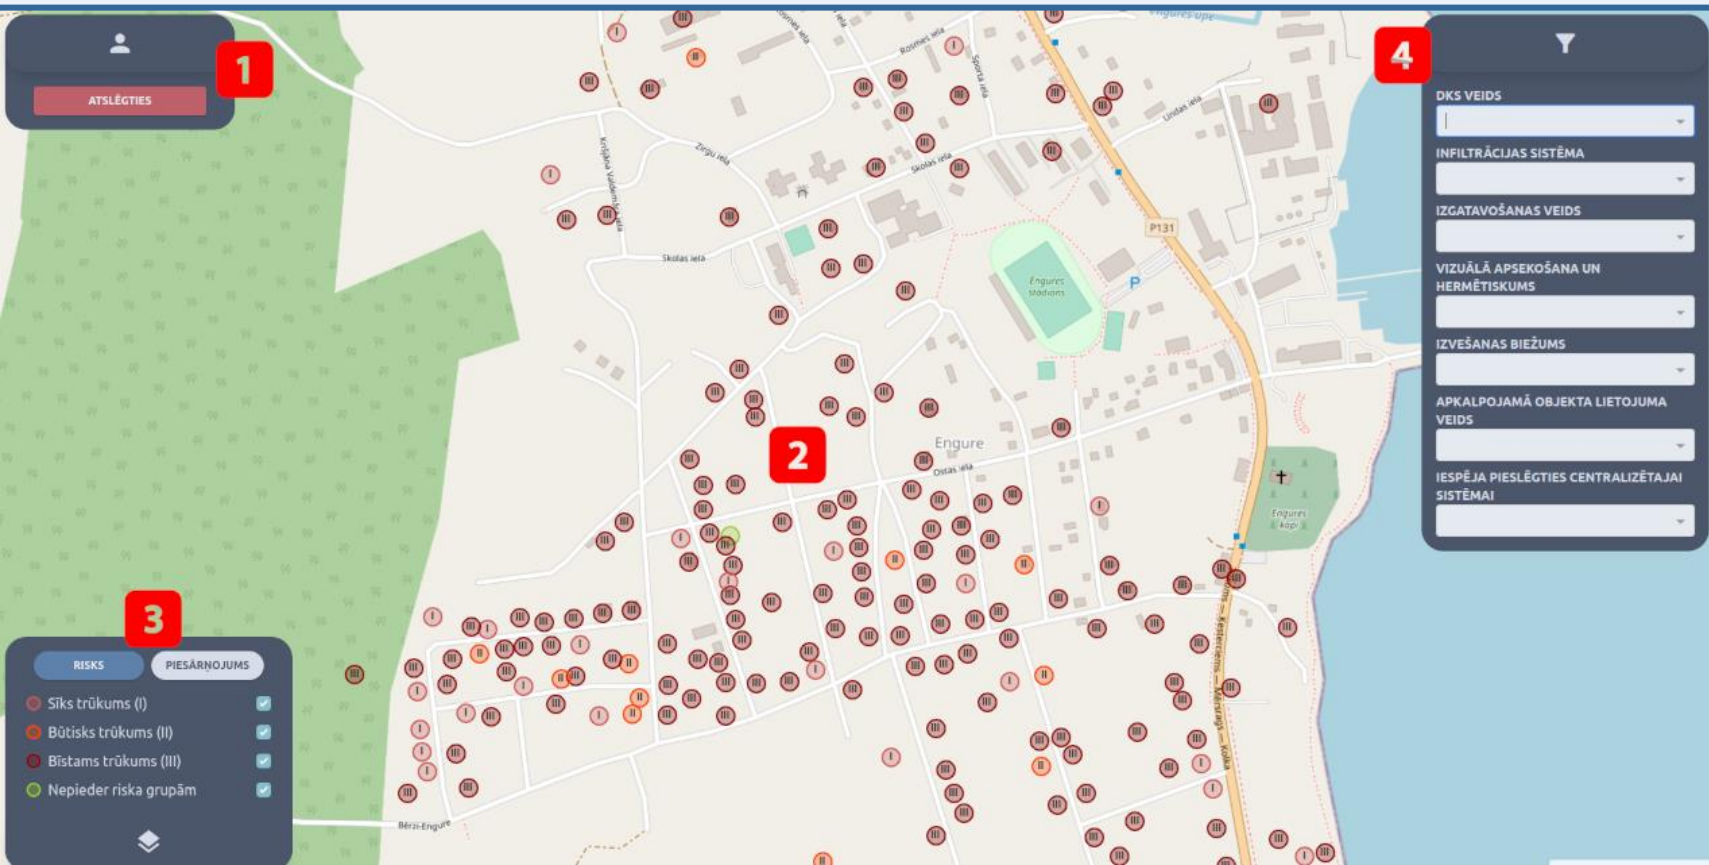 1
ATSLĒGTIES
2
3
RISKS
PIESĀRŅOJUMS
Sīks trūkums (I)
Būtisks trūkums (II)
Bīstams trūkums (III)
Nepieder riska grupām
4
DKS VEIDS
INFILTRĀCIJAS SISTĒMA
IZGATAVOŠANAS VEIDS
VIZUĀLĀ APSEKOŠANA UN
HERMĒTISKUMS
IZVEŠANAS BIEŽUMS
APKALPOJAMĀ OBJEKTA LIETOJUMA
VEIDS
IESPĒJA PIESLĒGTIES CENTRALIZĒTAJAI
SISTĒMAI
Rosmes iela
Sporta iela
Lindas iela
Zirgu iela
Krišjāņa Valdemāra iela
Skolas iela
Skolas iela
P131
P
Engures
stadions
Engure
Ostas iela
Engures
kapi
Bērzi-Engure